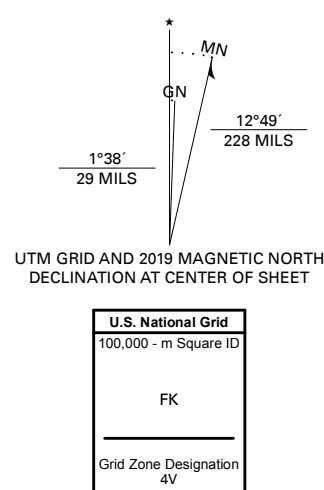 ★
MN
GN
12°49´
228 MILS
1°38´
29 MILS
UTM GRID AND 2019 MAGNETIC NORTH
DECLINATION AT CENTER OF SHEET
U.S. National Grid
100,000 - m Square ID
FK
Grid Zone Designation
4V